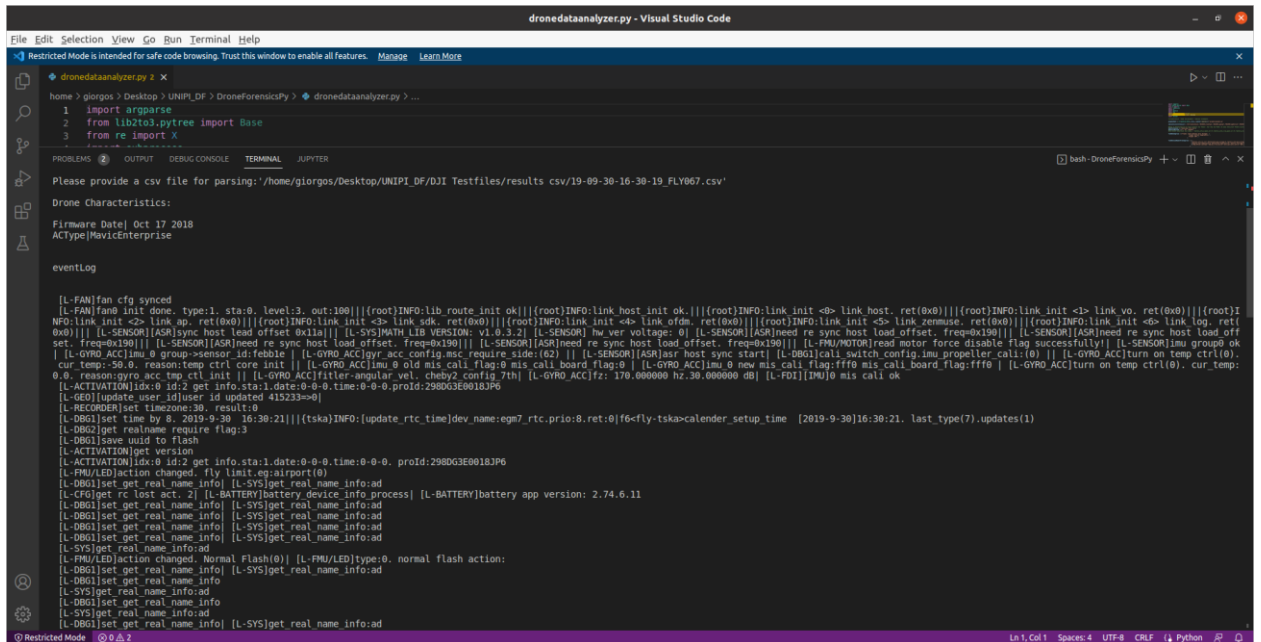 dronedataanalyzer.py - Visual Studio Code
File Edit Selection View Go Run Terminal Help
Restricted Mode is intended for safe code browsing. Trust this window to enable all features. Manage Learn More
dronedataanalyzer.py 2
home > giorgos > Desktop > UNIPI_DF > DroneForensicsPy > dronedataanalyzer.py > ...
1 import argparse
2 from lib2to3.pytree import Base
3 from re import X
PROBLEMS 2 OUTPUT DEBUG CONSOLE TERMINAL JUPYTER bash - DroneForensicsPy
Please provide a csv file for parsing:'/home/giorgos/Desktop/UNIPI_DF/DJI Testfiles/results csv/19-09-30-16-30-19_FLY067.csv'
Drone Characteristics:
Firmware Date| Oct 17 2018
ACType|MavicEnterprise
eventLog
[L-FAN]fan cfg synced
[L-FAN]fan0 init done. type:1. sta:0. level:3. out:100|||{root}INFO:lib_route_init ok|||{root}INFO:link_host_init ok.|||{root}INFO:link_init <0> link_host. ret(0x0)|||{root}INFO:link_init <1> link_vo. ret(0x0)|||{root}I
NFO:link_init <2> link_ap. ret(0x0)|||{root}INFO:link_init <3> link_sdk. ret(0x0)|||{root}INFO:link_init <4> link_ofdm. ret(0x0)|||{root}INFO:link_init <5> link_zenmuse. ret(0x0)|||{root}INFO:link_init <6> link_log. ret(
0x0)||| [L-SENSOR][ASR]sync host lead offset 0x11a||| [L-SYS]MATH_LIB VERSION: v1.0.3.2| [L-SENSOR] hw_ver voltage: 0| [L-SENSOR][ASR]need re sync host load_offset. freq=0x190||| [L-SENSOR][ASR]need re sync host load_off
set. freq=0x190||| [L-SENSOR][ASR]need re sync host load_offset. freq=0x190||| [L-SENSOR][ASR]need re sync host load_offset. freq=0x190||| [L-FMU/MOTOR]read motor force disable flag successfully!| [L-SENSOR]imu group0 ok
| [L-GYRO_ACC]imu_0 group->sensor_id:febb1e | [L-GYRO_ACC]gyr_acc_config.msc_require_side:(62) || [L-SENSOR][ASR]asr host sync start| [L-DBG1]cali_switch_config.imu_propeller_cali:(0) || [L-GYRO_ACC]turn on temp ctrl(0).
cur_temp:-50.0. reason:temp ctrl core init || [L-GYRO_ACC]imu_0 old mis_cali_flag:0 mis_cali_board_flag:0 | [L-GYRO_ACC]imu_0 new mis_cali_flag:fff0 mis_cali_board_flag:fff0 | [L-GYRO_ACC]turn on temp ctrl(0). cur_temp:
0.0. reason:gyro acc_tmp_ctl_init || [L-GYRO_ACC]fitler-angular_vel. cheby2_config_7th| [L-GYRO_ACC]fz: 170.000000 hz.30.000000 dB| [L-FDI][IMU]0 mis cali ok
[L-ACTIVATION]idx:0 id:2 get info.sta:1.date:0-0-0.time:0-0-0.proId:298DG3E0018JP6
[L-GEO][update_user_id]user id updated 415233=>0|
[L-RECORDER]set timezone:30. result:0
[L-DBG1]set time by 8. 2019-9-30 16:30:21|||{tska}INFO:[update_rtc_time]dev_name:egm7_rtc.prio:8.ret:0|f6<fly-tska>calender_setup_time [2019-9-30]16:30:21. last_type(7).updates(1)
[L-DBG2]get realname require flag:3
[L-DBG1]save uuid to flash
[L-ACTIVATION]get version
[L-ACTIVATION]idx:0 id:2 get info.sta:1.date:0-0-0.time:0-0-0. proId:298DG3E0018JP6
[L-FMU/LED]action changed. fly limit.eg:airport(0)
[L-DBG1]set_get_real_name_info| [L-SYS]get_real_name_info:ad
[L-CFG]get rc lost act. 2| [L-BATTERY]battery_device_info_process| [L-BATTERY]battery app version: 2.74.6.11
[L-DBG1]set_get_real_name_info| [L-SYS]get_real_name_info:ad
[L-DBG1]set_get_real_name_info| [L-SYS]get_real_name_info:ad
[L-DBG1]set_get_real_name_info| [L-SYS]get_real_name_info:ad
[L-DBG1]set_get_real_name_info| [L-SYS]get_real_name_info:ad
[L-SYS]get_real_name_info:ad
[L-FMU/LED]action changed. Normal Flash(0)| [L-FMU/LED]type:0. normal flash action:
[L-DBG1]set_get_real_name_info| [L-SYS]get_real_name_info:ad
[L-DBG1]set_get_real_name_info
[L-SYS]get_real_name_info:ad
[L-DBG1]set_get_real_name_info
[L-SYS]get_real_name_info:ad
[L-DBG1]set_get_real_name_info| [L-SYS]get_real_name_info:ad
Restricted Mode 0 2 Ln 1, Col 1 Spaces: 4 UTF-8 CRLF Python